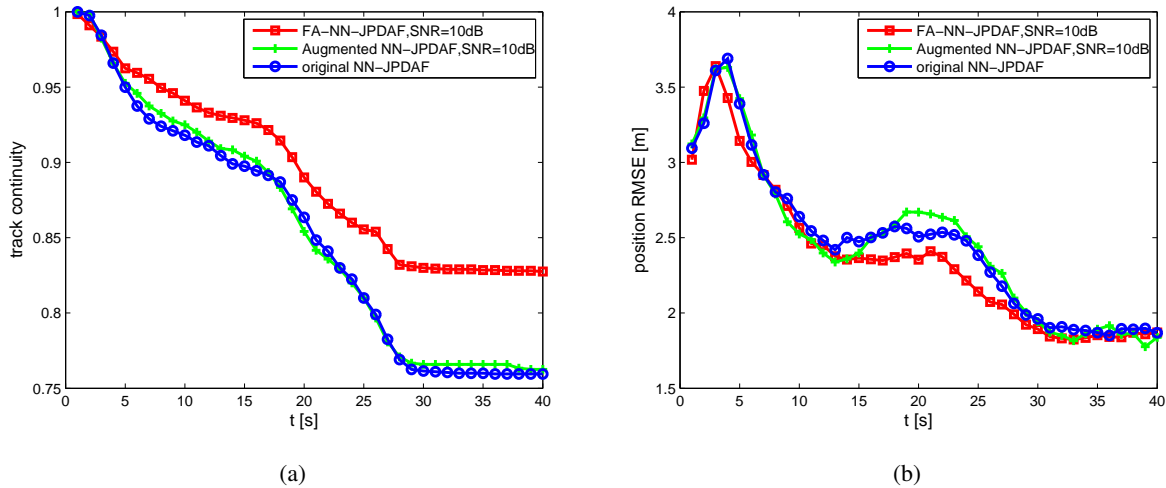 FA−NN−JPDAF,SNR=10dB
Augmented NN−JPDAF,SNR=10dB
original NN−JPDAF
1
0.95
0.9
0.85
0.8
0.75
track continuity
0 5 10 15 20 25 30 35 40
t [s]
(a)
FA−NN−JPDAF,SNR=10dB
Augmented NN−JPDAF,SNR=10dB
original NN−JPDAF
4
3.5
3
2.5
2
1.5
position RMSE [m]
0 5 10 15 20 25 30 35 40
t [s]
(b)